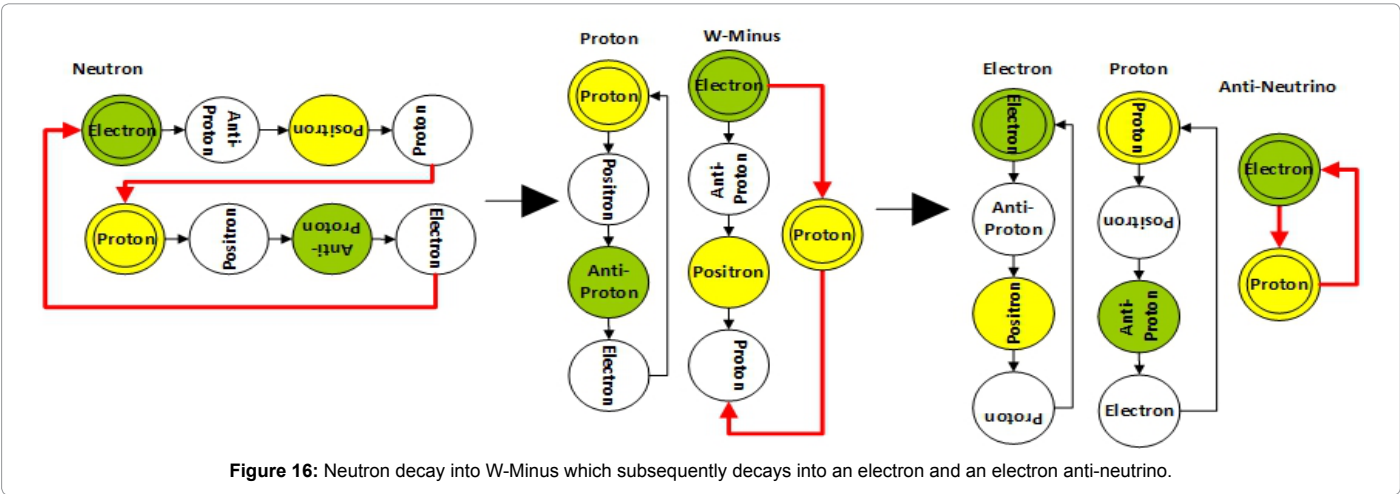 Neutron
Electron
Anti-
Proton
Positron
Proton
Proton
Positron
Anti-
Proton
Electron
Proton
Proton
Positron
Anti-
Proton
Electron
W-Minus
Electron
Anti-
Proton
Positron
Proton
Proton
Electron
Electron
Anti-
Proton
Positron
Proton
Proton
Proton
Positron
Anti-
Proton
Electron
Anti-Neutrino
Electron
Proton
Figure 16: Neutron decay into W-Minus which subsequently decays into an electron and an electron anti-neutrino.